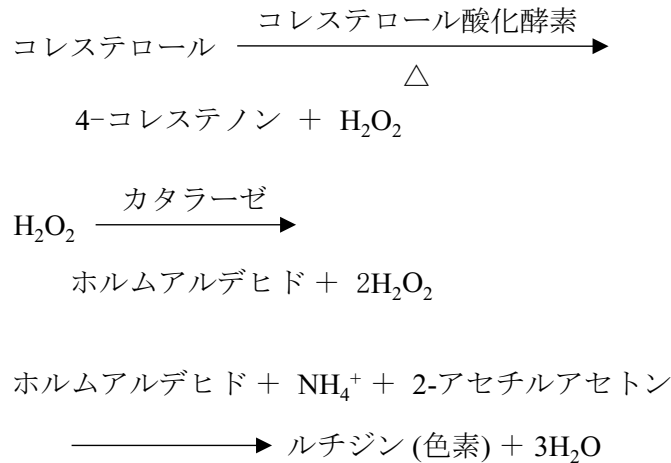 コレステロール コレステロール酸化酵素
△
4-コレステノン + H₂O₂
H₂O₂ カタラーゼ
ホルムアルデヒド + 2H₂O₂
ホルムアルデヒド + NH₄⁺ + 2-アセチルアセトン
ルチジン (色素) + 3H₂O